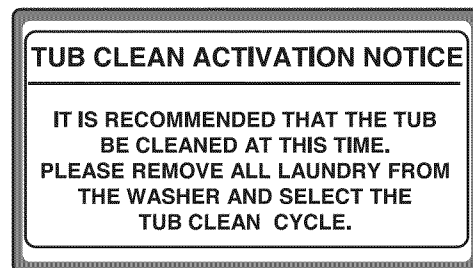 TUB CLEAN ACTIVATION NOTICE
IT IS RECOMMENDED THAT THE TUB
BE CLEANED AT THIS TIME.
PLEASE REMOVE ALL LAUNDRY FROM
THE WASHER AND SELECT THE
TUB CLEAN CYCLE.